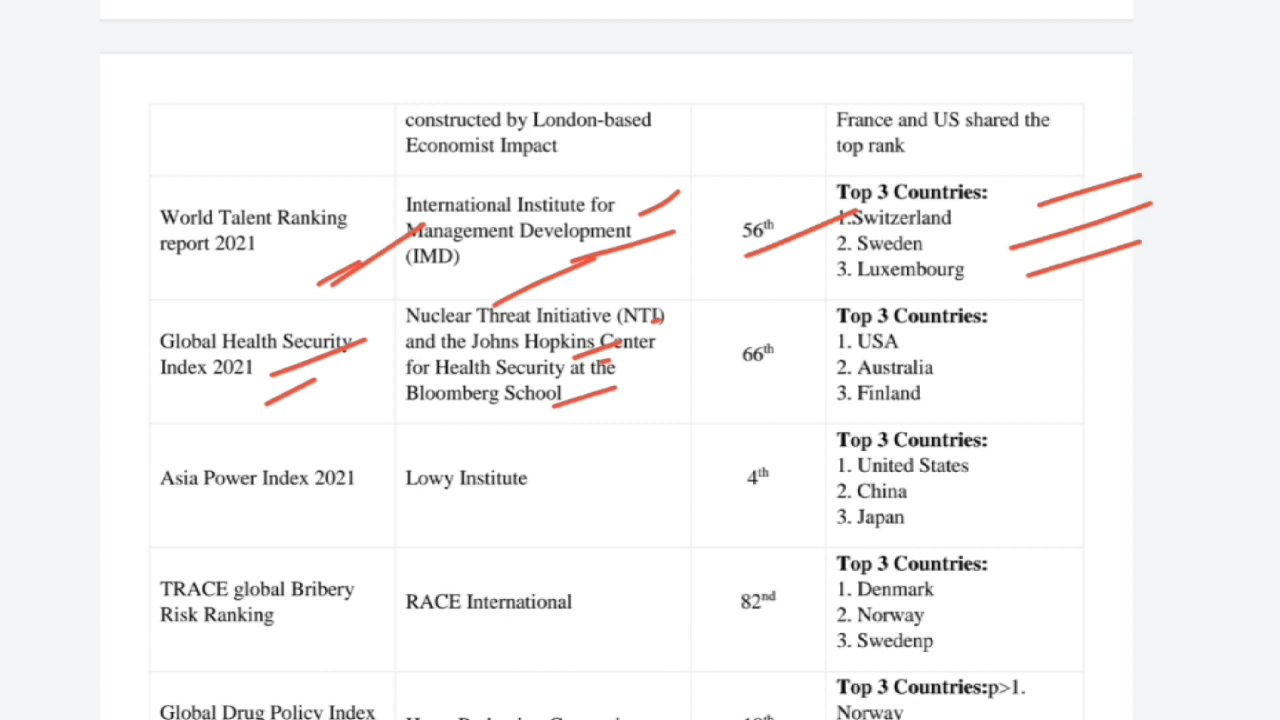 constructed by London-based
Economist Impact
France and US shared the
top rank
World Talent Ranking
report 2021
International Institute for
Management Development
(IMD)
56th
Top 3 Countries:
1.Switzerland
2. Sweden
3. Luxembourg
Global Health Security
Index 2021
Nuclear Threat Initiative (NTI)
and the Johns Hopkins Center
for Health Security at the
Bloomberg School
66th
Top 3 Countries:
1. USA
2. Australia
3. Finland
Asia Power Index 2021
Lowy Institute
4th
Top 3 Countries:
1. United States
2. China
3. Japan
TRACE global Bribery
Risk Ranking
RACE International
82nd
Top 3 Countries:
1. Denmark
2. Norway
3. Swedenp
Global Drug Policy Index
Top 3 Countries:p>1.
Norway